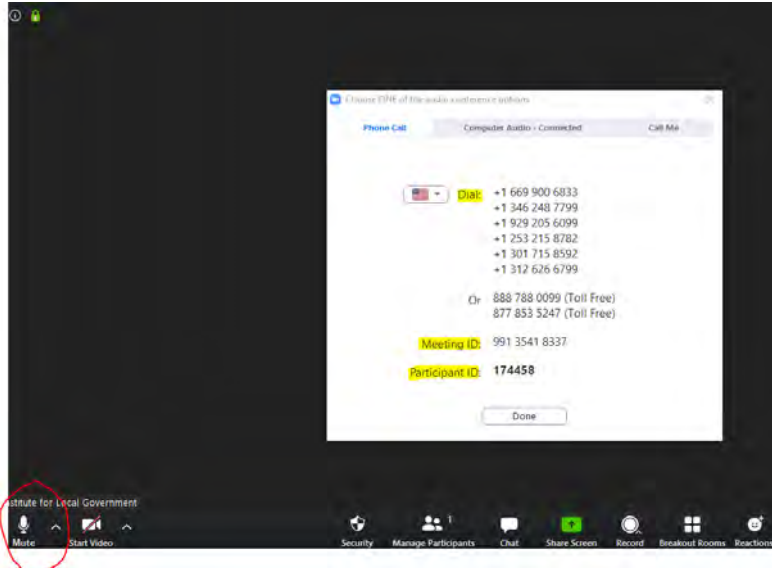 Choose ONE of the audio conference options
Phone Call Computer Audio - Connected Call Me
Dial: +1 669 900 6833
+1 346 248 7799
+1 929 205 6099
+1 253 215 8782
+1 301 715 8592
+1 312 626 6799
Or 888 788 0099 (Toll Free)
877 853 5247 (Toll Free)
Meeting ID: 991 3541 8337
Participant ID: 174458
Done
stitute for Local Government
Mute Start Video Security Manage Participants 1 Chat Share Screen Record Breakout Rooms Reactions